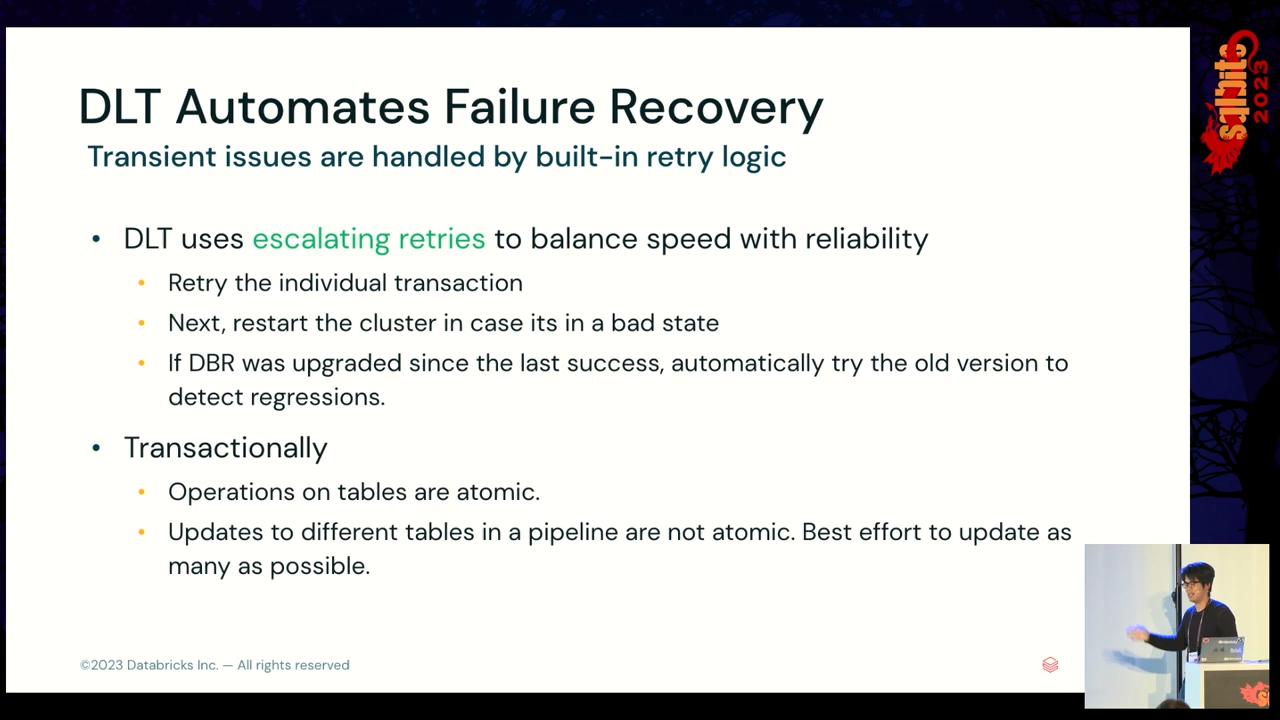 DLT Automates Failure Recovery
Transient issues are handled by built-in retry logic
• DLT uses escalating retries to balance speed with reliability
• Retry the individual transaction
• Next, restart the cluster in case its in a bad state
• If DBR was upgraded since the last success, automatically try the old version to
detect regressions.
• Transactionally
• Operations on tables are atomic.
• Updates to different tables in a pipeline are not atomic. Best effort to update as
many as possible.
©2023 Databricks Inc. — All rights reserved
sqlbits
2023